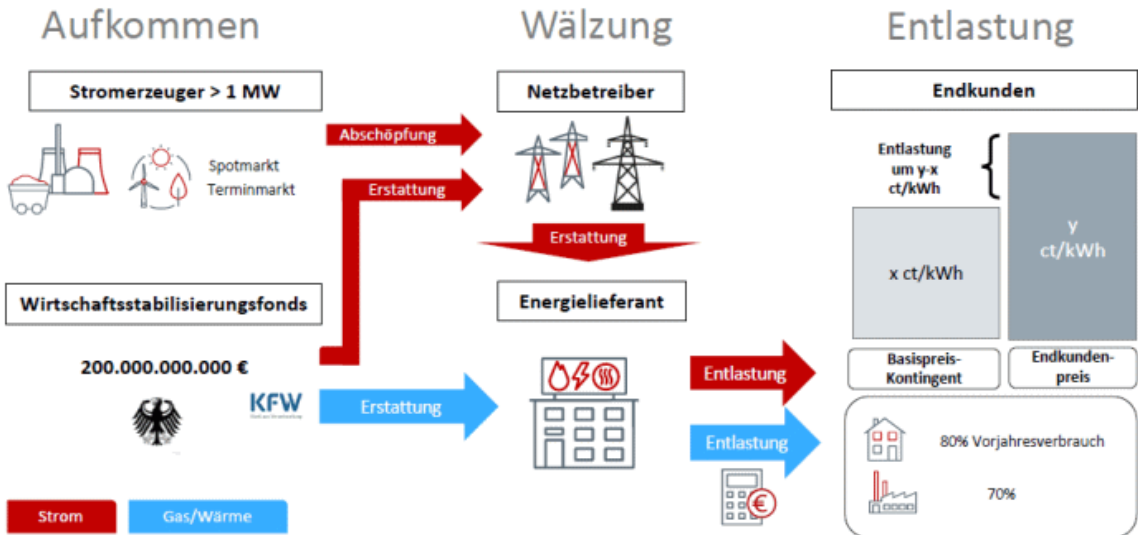 Aufkommen
Wälzung
Entlastung
Stromerzeuger > 1 MW
Netzbetreiber
Endkunden
Abschöpfung
Spotmarkt
Terminmarkt
Erstattung
Erstattung
Entlastung
um y-x
ct/kWh
x ct/kWh
y
ct/kWh
Wirtschaftsstabilisierungsfonds
Energielieferant
200.000.000.000 €
KFW
Erstattung
Entlastung
Entlastung
€
Basispreis-
Kontingent
Endkunden-
preis
80% Vorjahresverbrauch
70%
Strom
Gas/Wärme